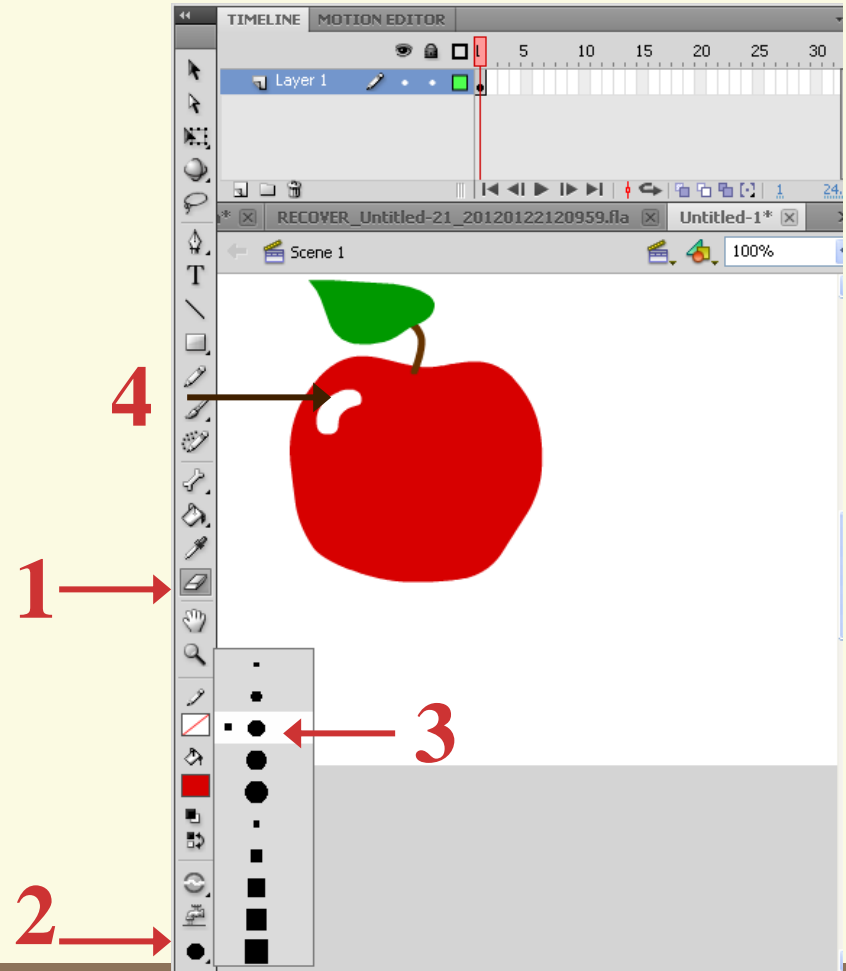 TIMELINE MOTION EDITOR
1 5 10 15 20 25 30
Layer 1
1 24.
* RECOVER_Untitled-21_20120122120959.fla Untitled-1*
Scene 1 100%
T
4
1
3
2